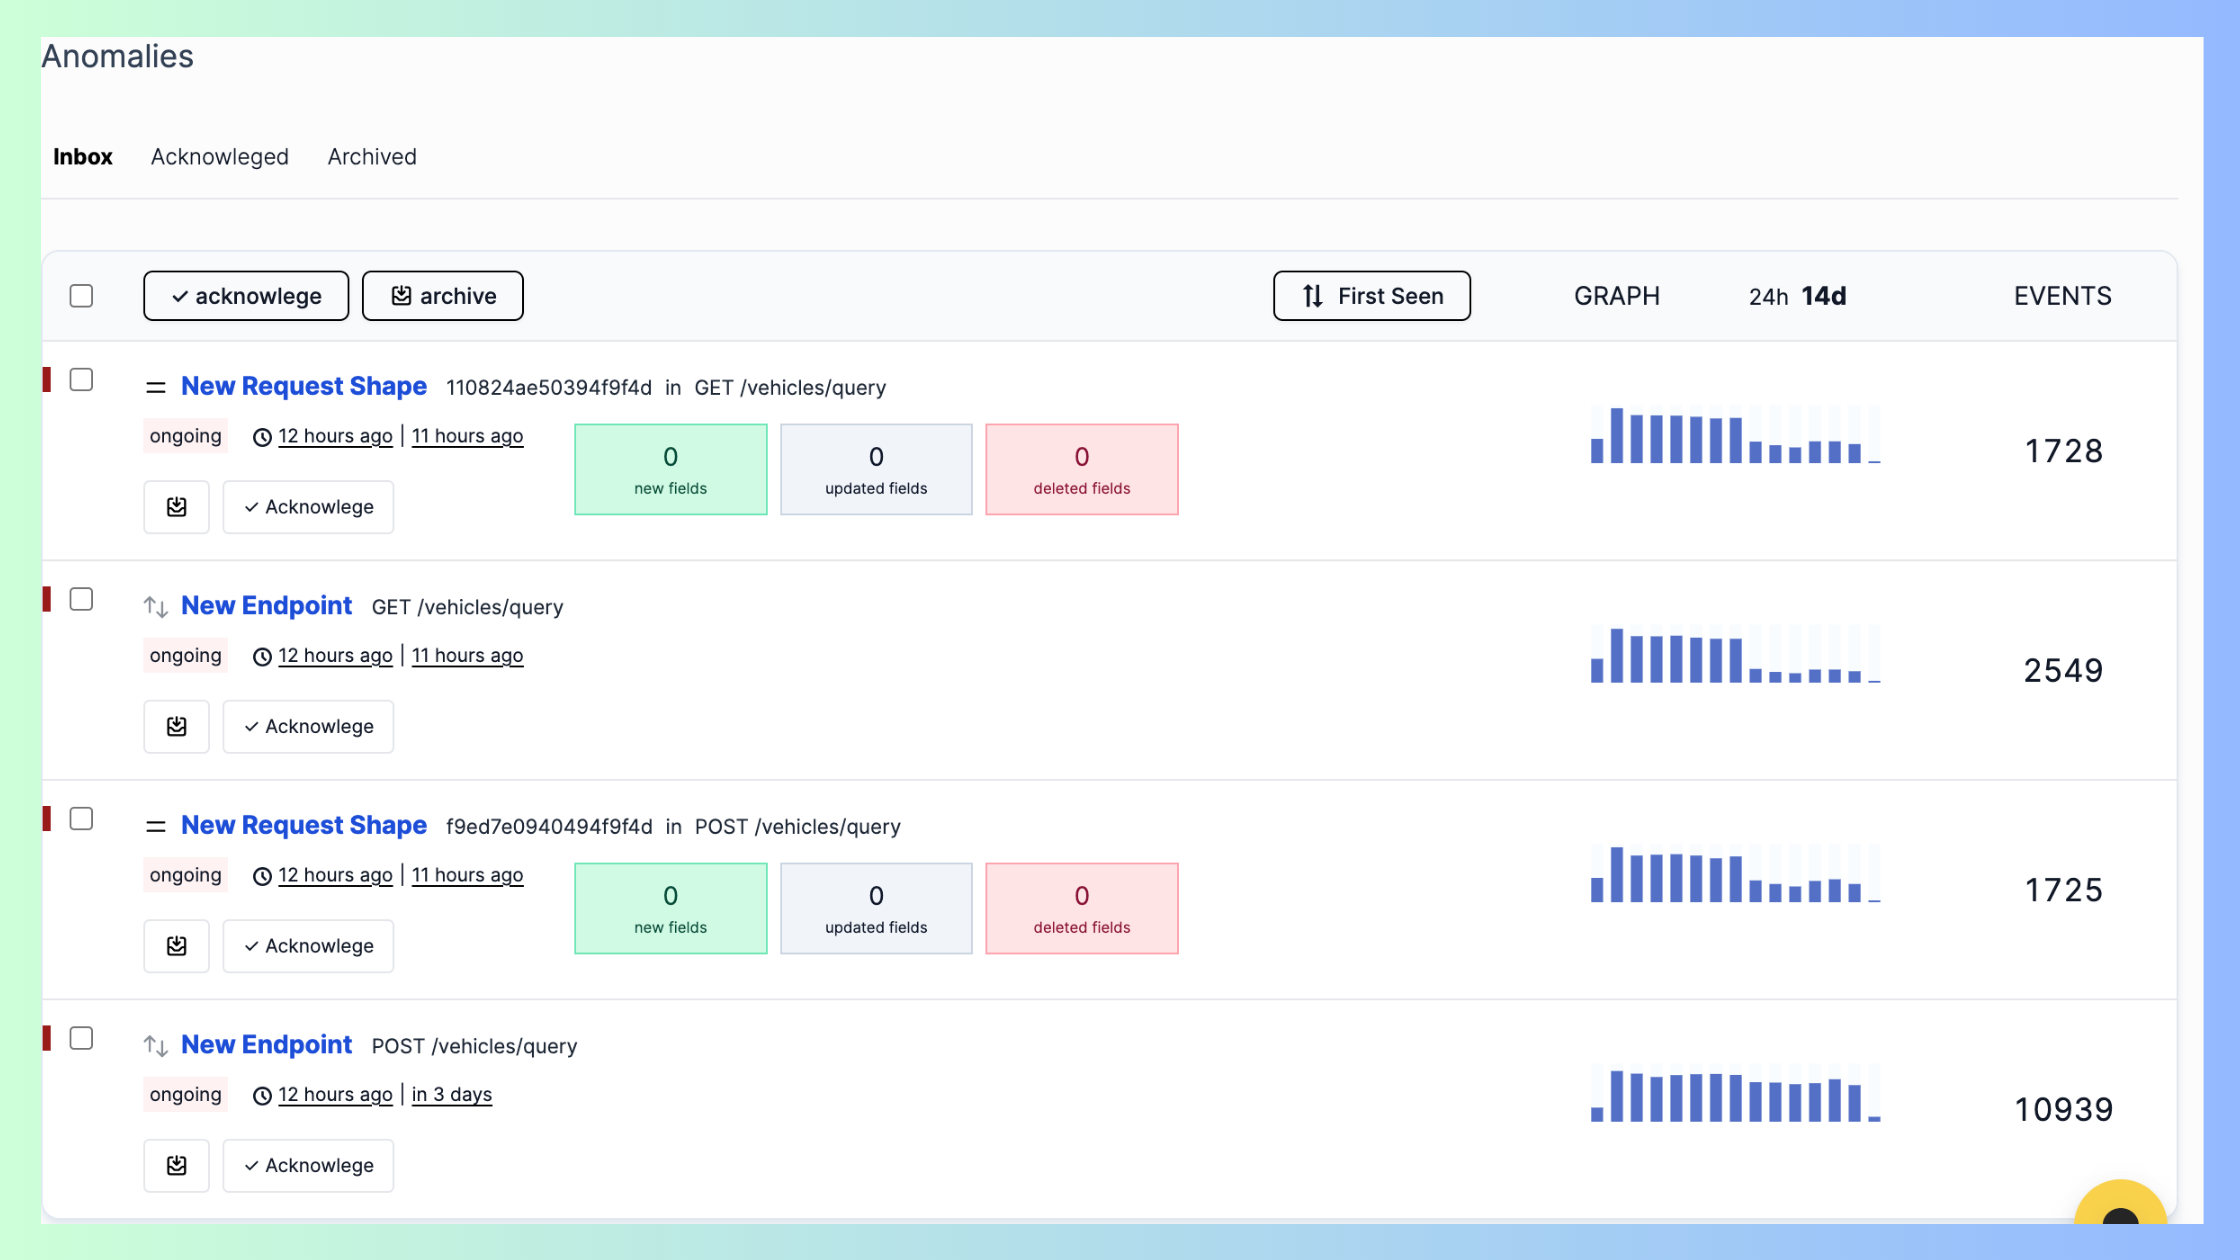 Anomalies
Inbox Acknowleged Archived
acknowlege archive First Seen GRAPH 24h 14d EVENTS
New Request Shape 110824ae50394f9f4d in GET /vehicles/query
ongoing 12 hours ago | 11 hours ago
0 0 0
new fields updated fields deleted fields
1728
Acknowlege
New Endpoint GET /vehicles/query
ongoing 12 hours ago | 11 hours ago
2549
Acknowlege
New Request Shape f9ed7e0940494f9f4d in POST /vehicles/query
ongoing 12 hours ago | 11 hours ago
0 0 0
new fields updated fields deleted fields
1725
Acknowlege
New Endpoint POST /vehicles/query
ongoing 12 hours ago | in 3 days
10939
Acknowlege